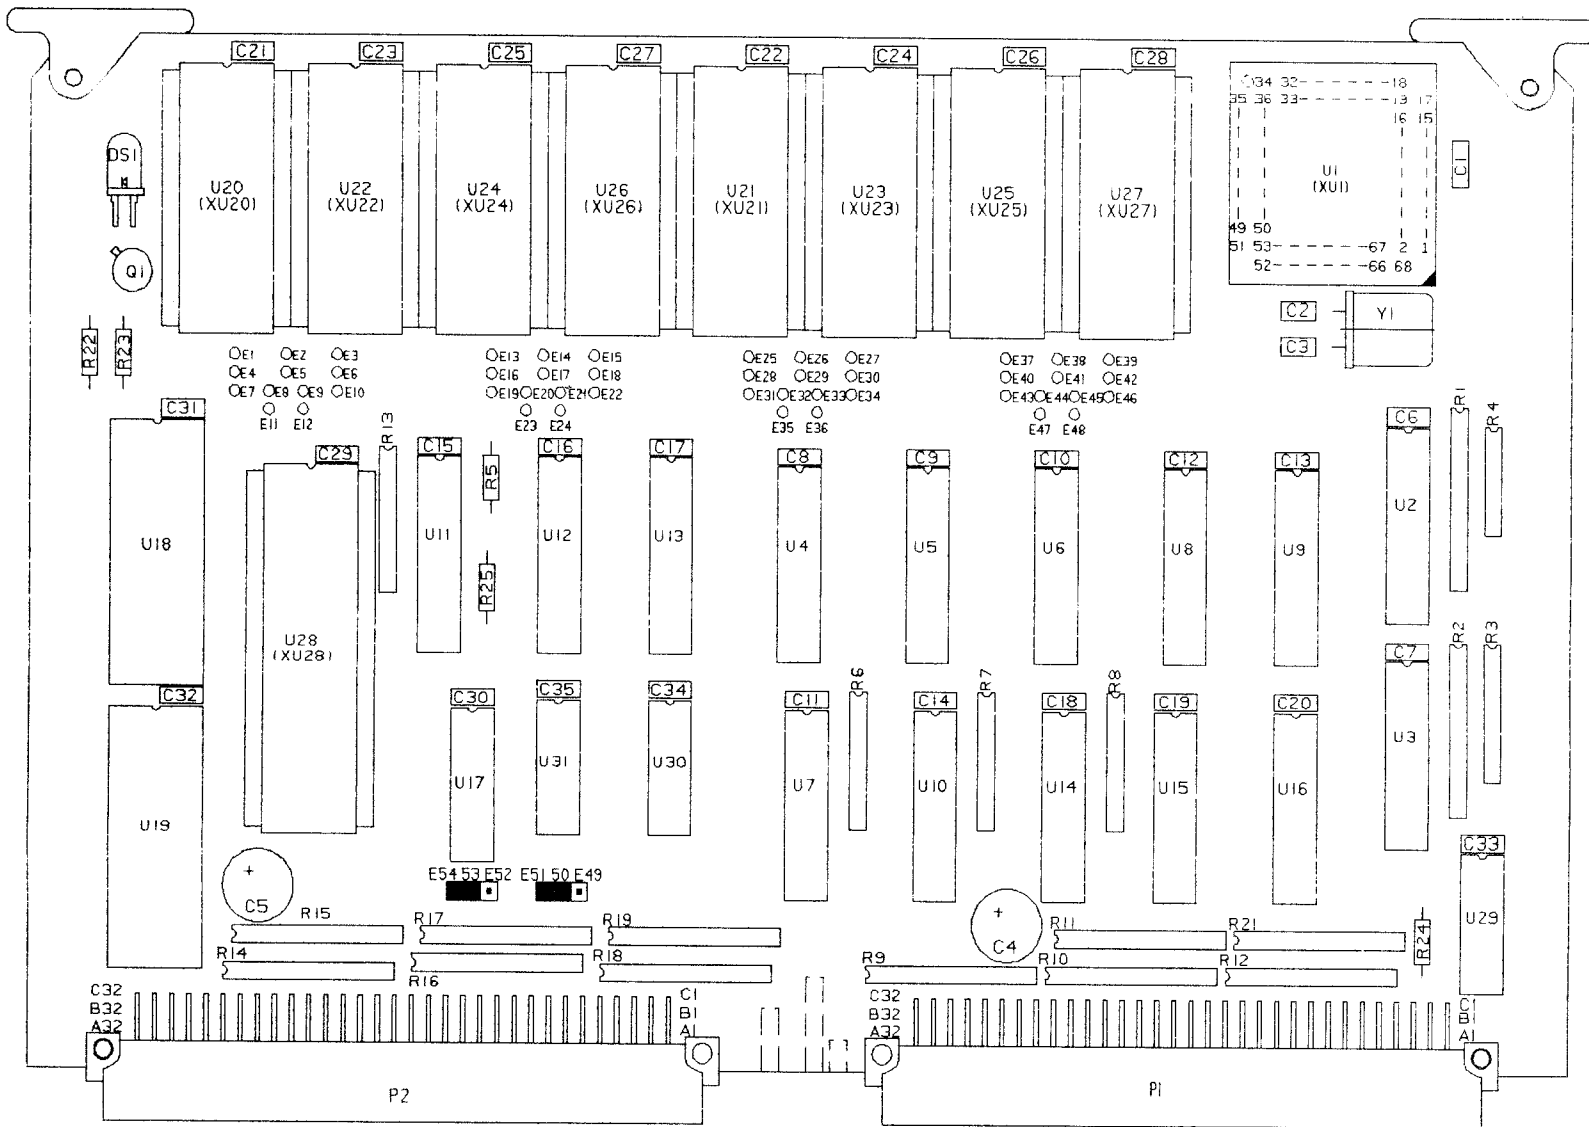 C21 C23 C25 C27 C22 C24 C26 C28
34 32 18
35 36 33 13 17
16 15
DS1
C1
U20 U22 U24 U26 U21 U23 U25 U27 U1
(XU20) (XU22) (XU24) (XU26) (XU21) (XU23) (XU25) (XU27) (XU1)
49 50
51 53 67 2 1
52 66 68
Q1
C2 Y1
C3
R22 R23
E1 E2 E3 E13 E14 E15 E25 E26 E27 E37 E38 E39
E4 E5 E6 E16 E17 E18 E28 E29 E30 E40 E41 E42
E7 E8 E9 E10 E19 E20 E21 E22 E31 E32 E33 E34 E43 E44 E45 E46
E11 E12 E23 E24 E35 E36 E47 E48
C31 R13 C6 R1 R4
C29 C15 C16 C17 C8 C9 C10 C12 C13
R5
U2
U18 U11 U12 U13 U4 U5 U6 U8 U9
R25
U28
(XU28)
R2 R3
C7
C32 C30 C35 C34 C11 R6 C14 R7 C18 R8 C19 C20
U3
U17 U31 U30 U7 U10 U14 U15 U16
U19
C33
E54 53 E52 E51 50 E49
C5
R15 R17 R19 C4 R11 R21 R24 U29
R14 R16 R18 R9 R10 R12
C32 C1 C32 C1
B32 B1 B32 B1
A32 A1 A32 A1
P2 P1